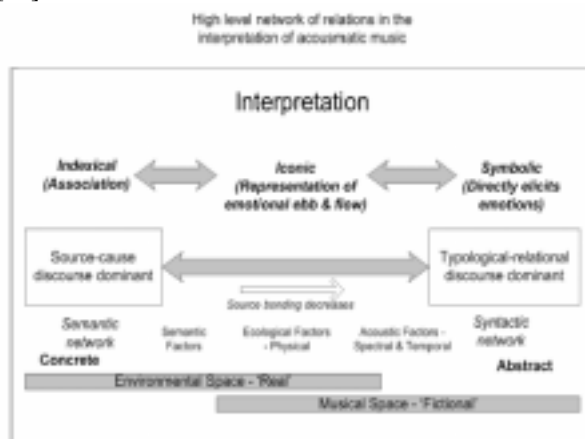 High level network of relations in the
interpretation of acousmatic music
Interpretation
Indexical
(Association)
Iconic
(Representation of
emotional ebb & flow)
Symbolic
(Directly elicits
emotions)
Source-cause
discourse dominant
Typological-relational
discourse dominant
Source bonding decreases
Semantic
network
Semantic
Factors
Ecological Factors
- Physical
Acoustic Factors -
Spectral & Temporal
Syntactic
network
Concrete
Abstract
Environmental Space - 'Real'
Musical Space - 'Fictional'